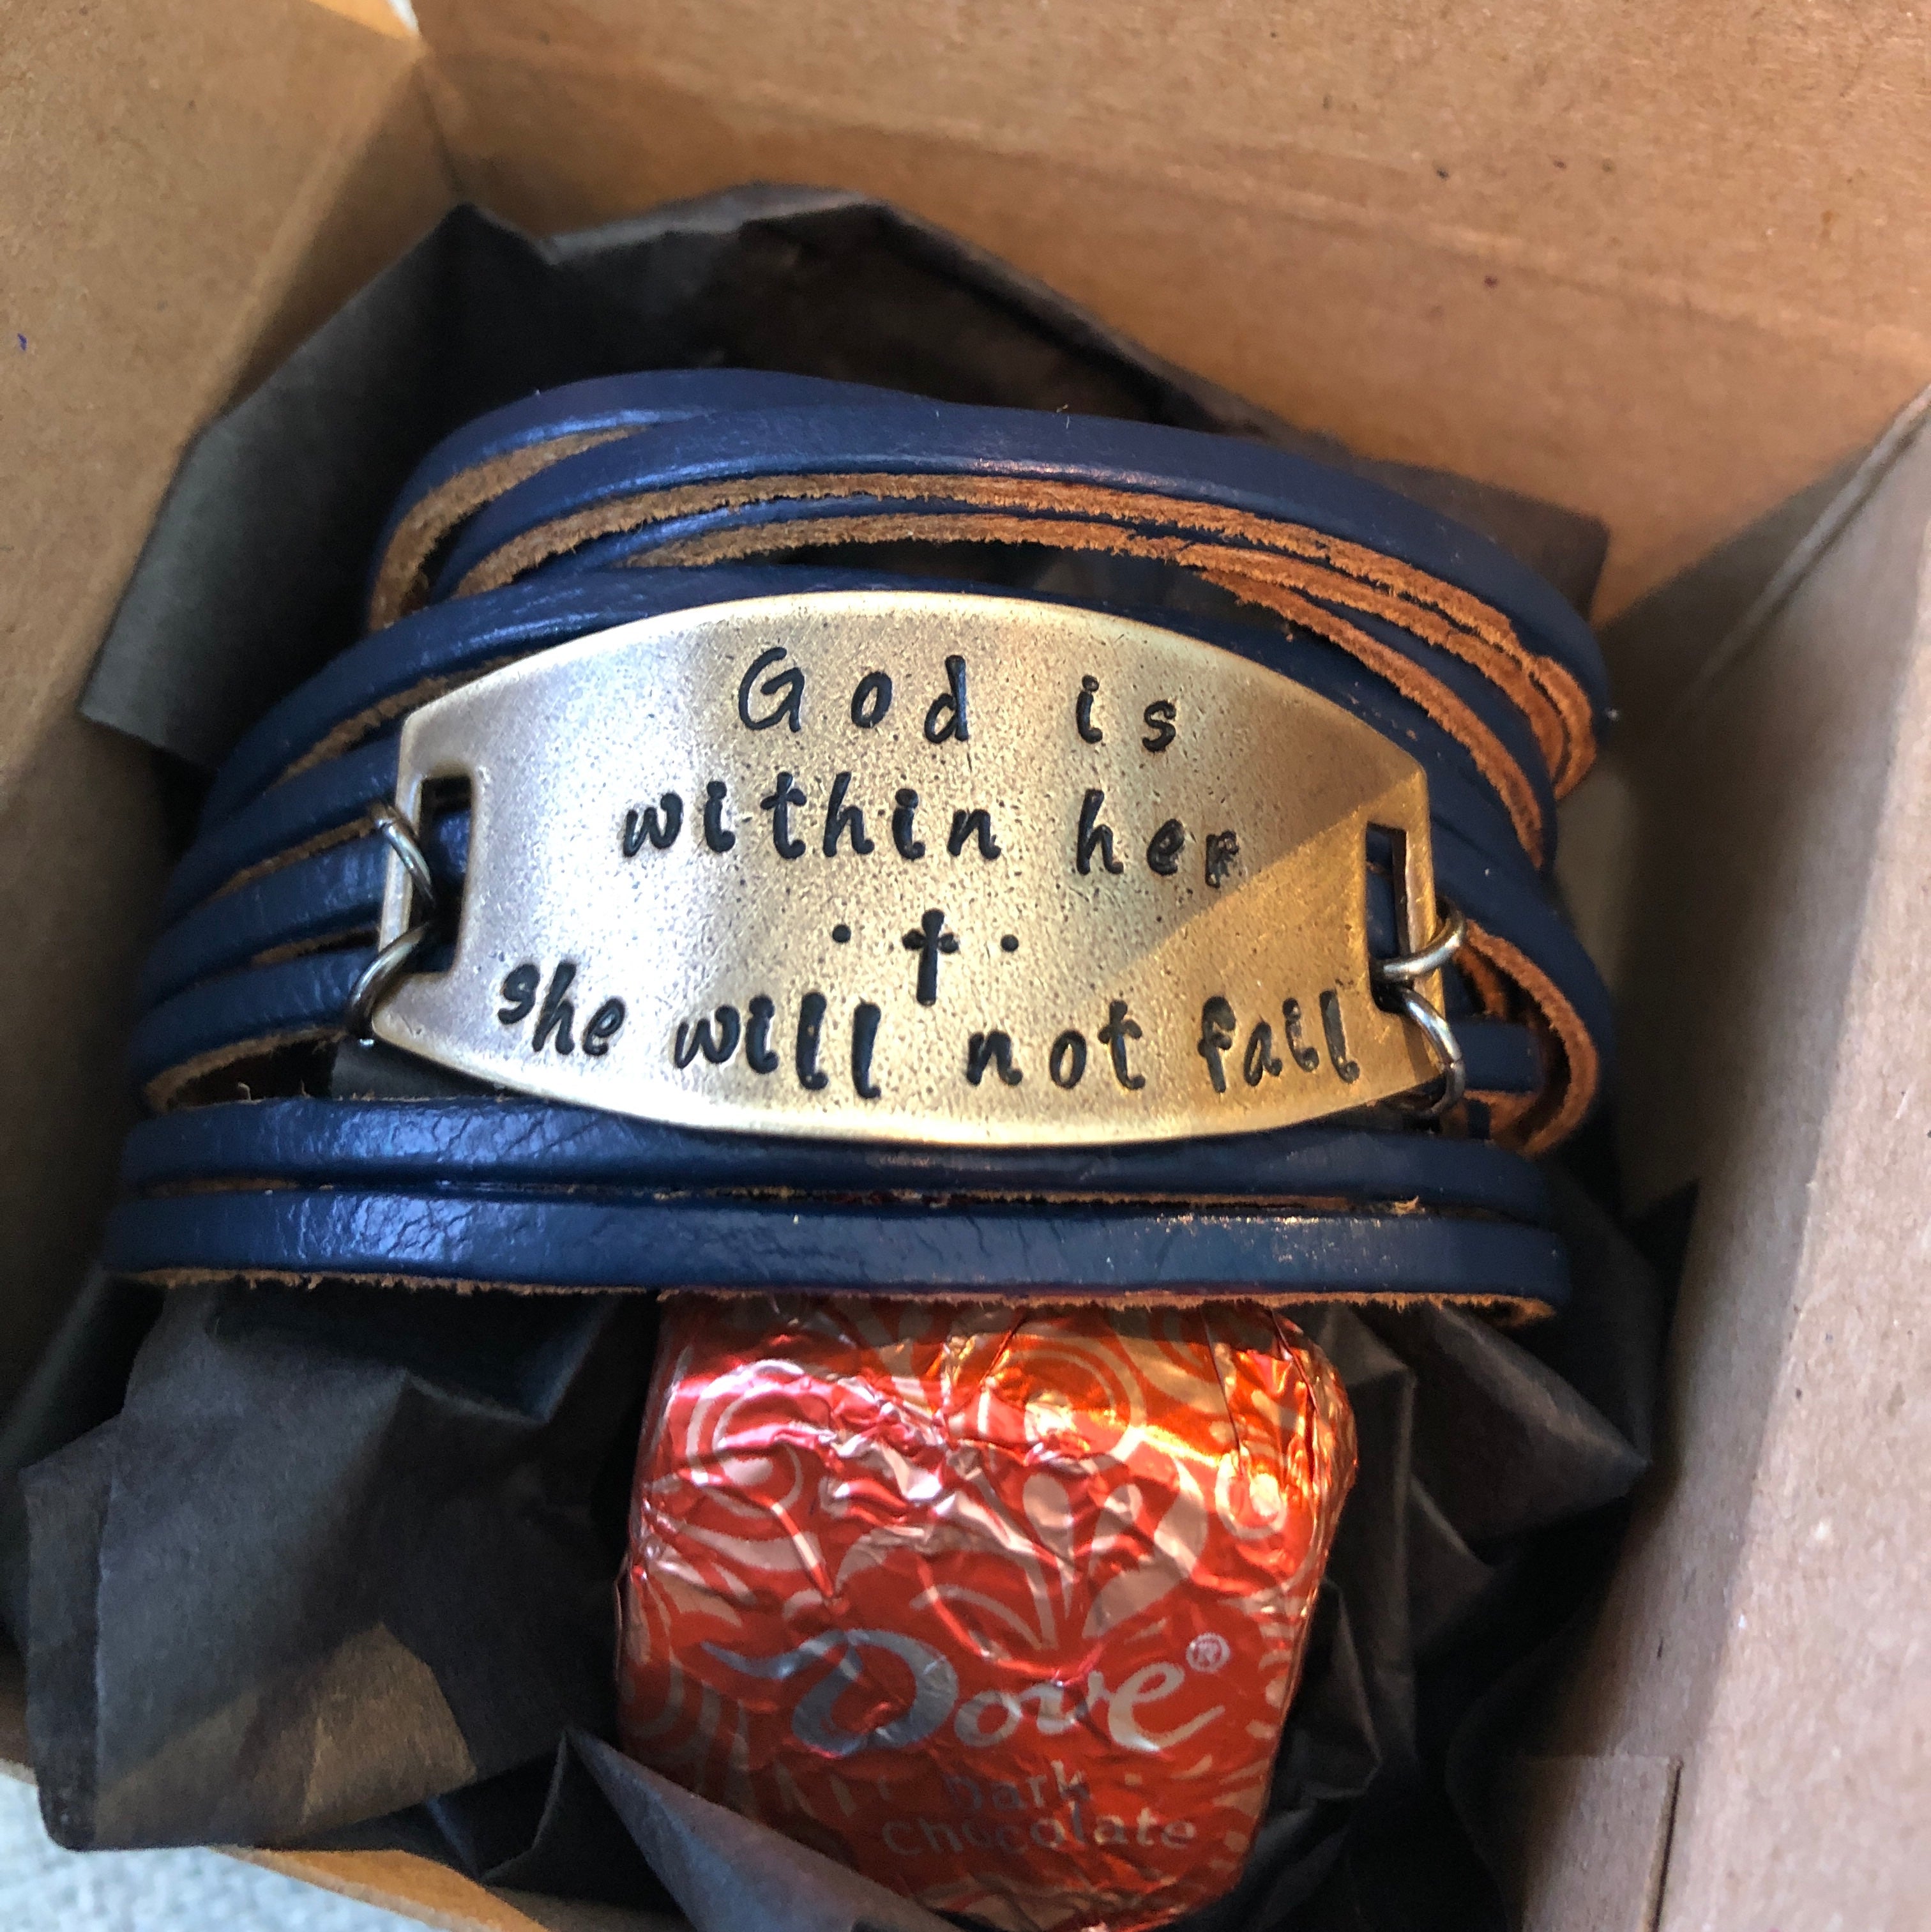 God is
within her
she will not fail
Dove®
Dark
chocolate